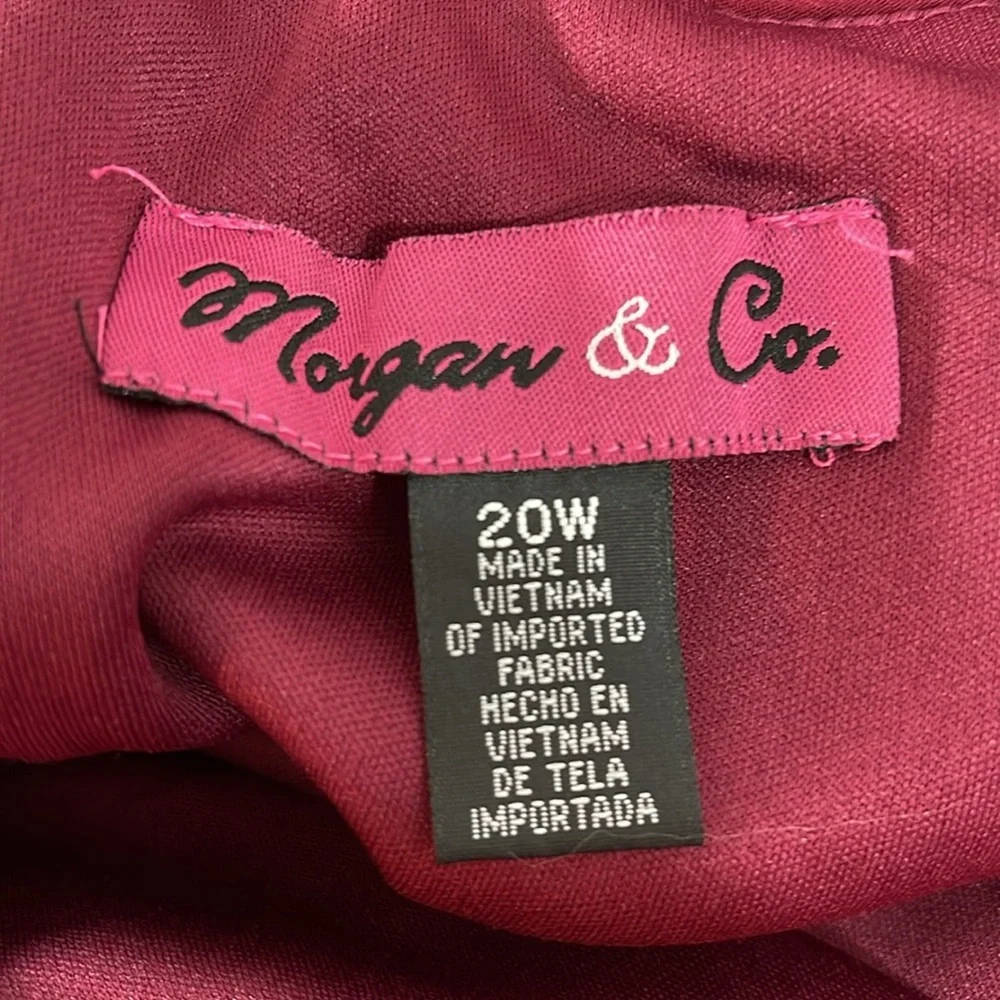 Morgan & Co.
20W
MADE IN
VIETNAM
OF IMPORTED
FABRIC
HECHO EN
VIETNAM
DE TELA
IMPORTADA